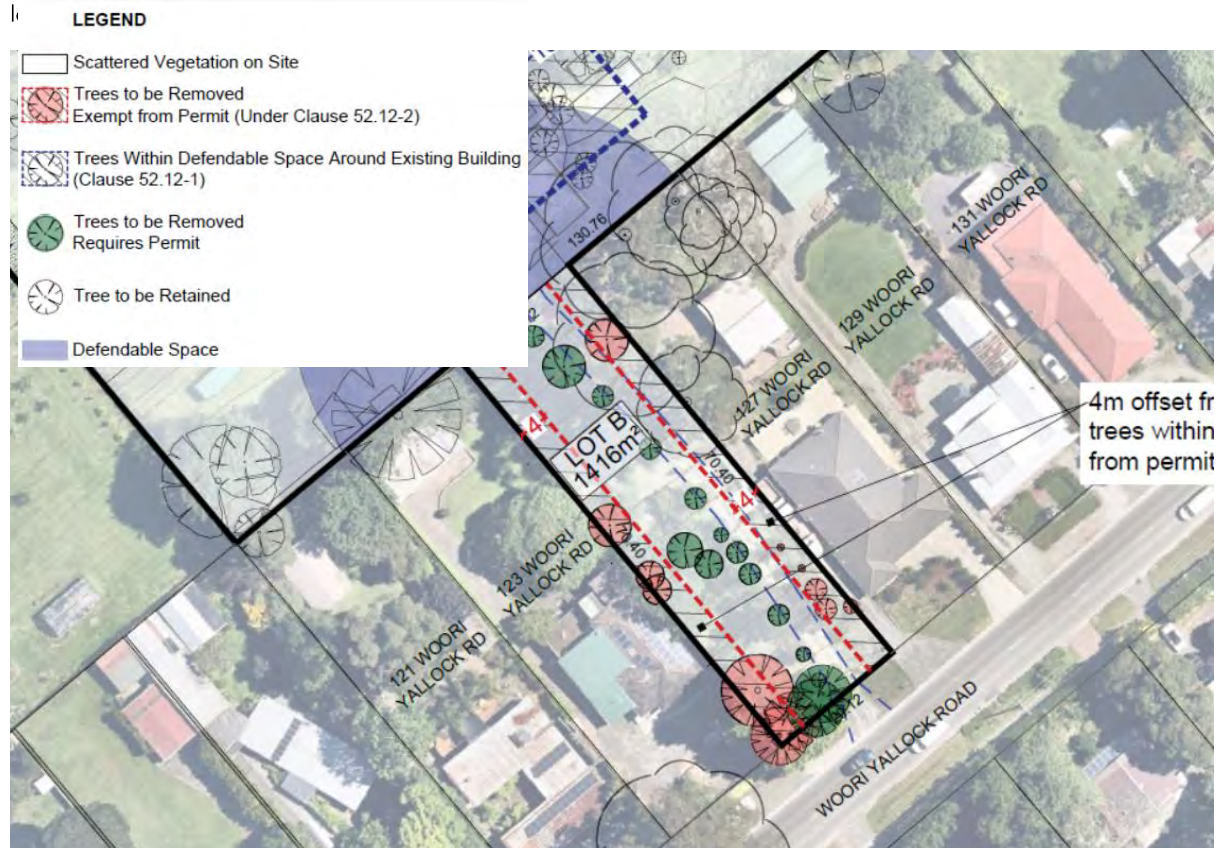 LEGEND
Scattered Vegetation on Site
Trees to be Removed
Exempt from Permit (Under Clause 52.12-2)
Trees Within Defendable Space Around Existing Building
(Clause 52.12-1)
Trees to be Removed
Requires Permit
Tree to be Retained
Defendable Space
130.76
131 WOORI
YALLOCK RD
129 WOORI
YALLOCK RD
127 WOORI
YALLOCK RD
4m offset fr
trees within
from permit
LOT B
1416m²
4
70.40
4
70.40
123 WOORI
YALLOCK RD
121 WOORI
YALLOCK RD
WOORI YALLOCK ROAD